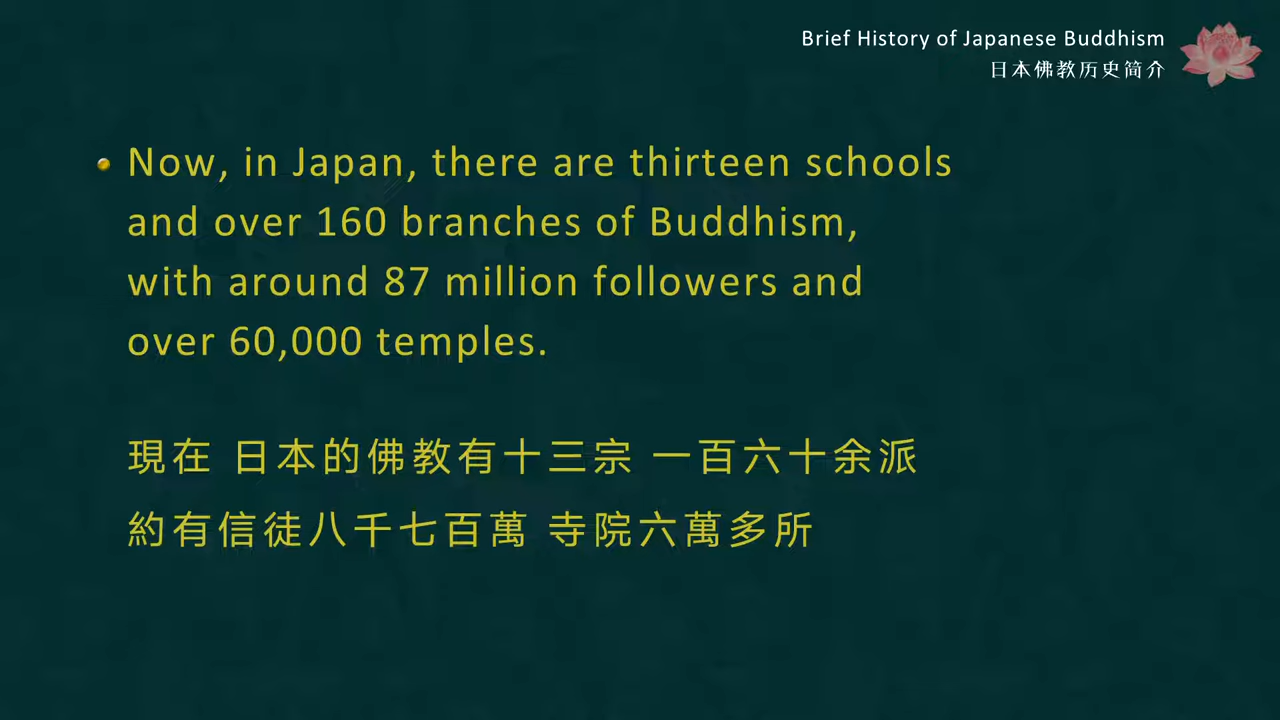 Brief History of Japanese Buddhism
日本佛教历史简介
Now, in Japan, there are thirteen schools
and over 160 branches of Buddhism,
with around 87 million followers and
over 60,000 temples.
現在 日本的佛教有十三宗 一百六十余派
約有信徒八千七百萬 寺院六萬多所